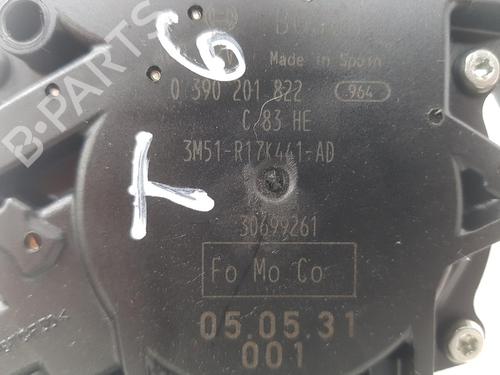 B-PARTS
Made in Spain
0 390 201 822 964
C 83 HE
3M51-R17K441-AD
30699261
Fo Mo Co
05.05.31
001